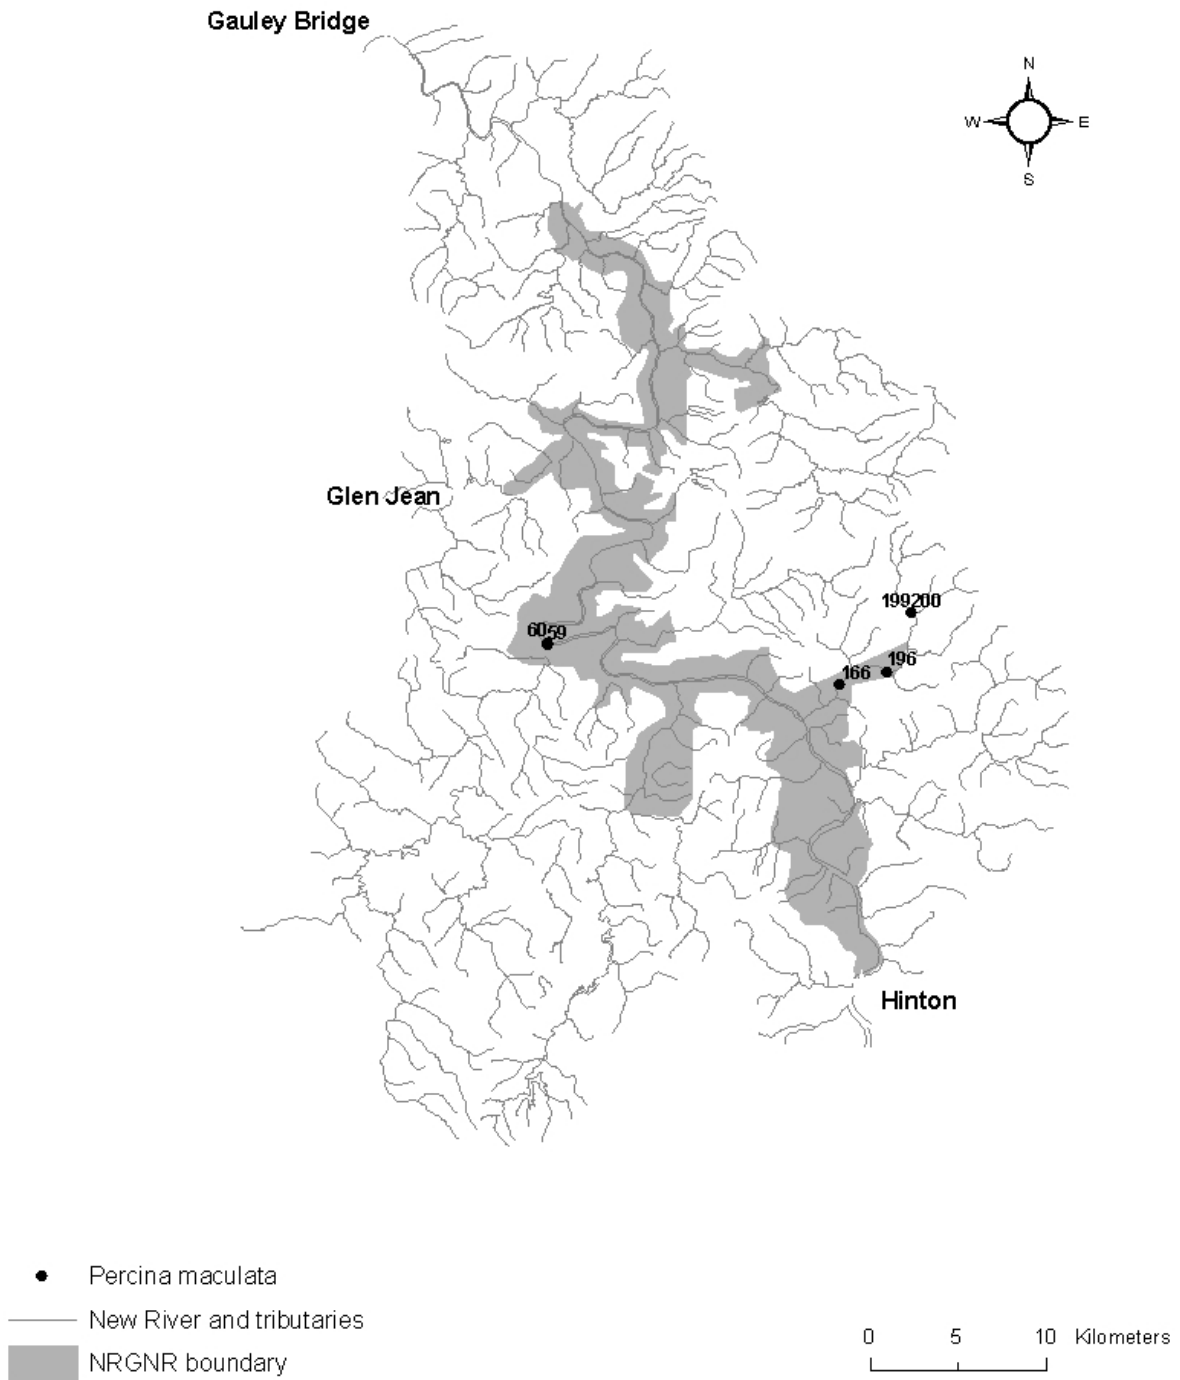 Gauley Bridge
N
W E
S
Glen Jean
199200
6059
196
166
Hinton
Percina maculata
New River and tributaries
NRGNR boundary
0 5 10 Kilometers